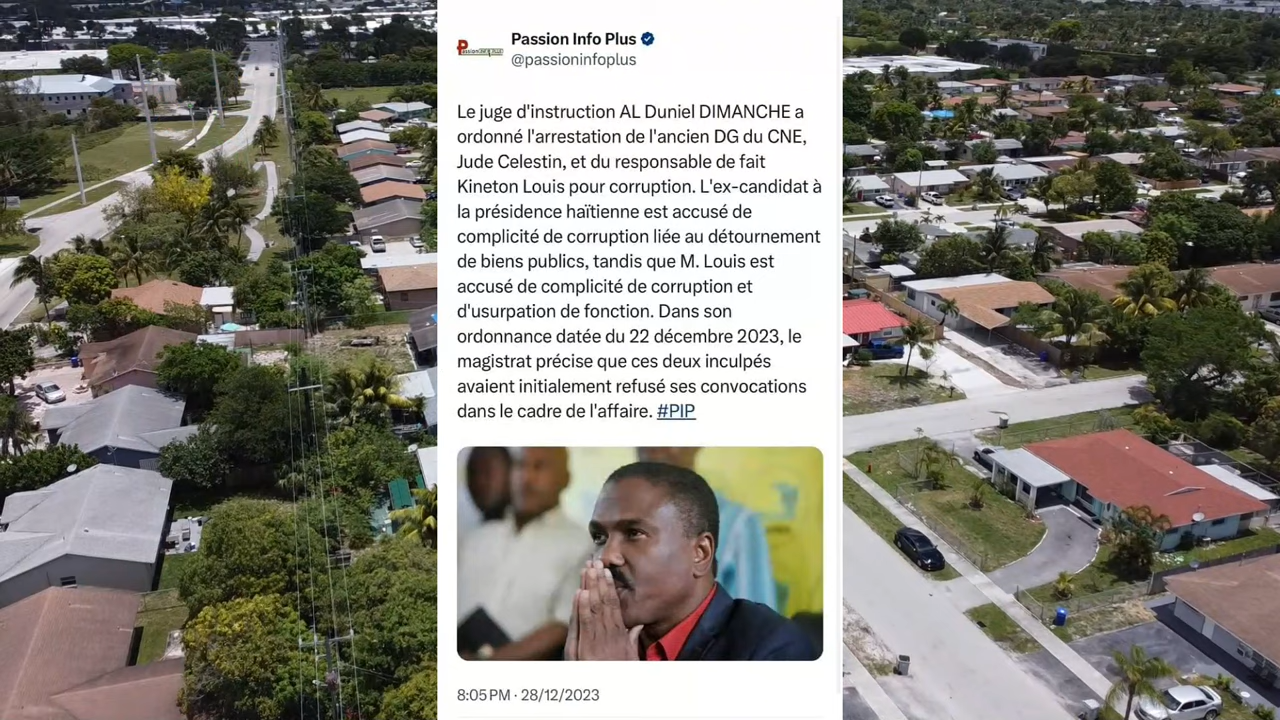 Passion Info Plus
@passioninfoplus
Le juge d'instruction AL Duniel DIMANCHE a
ordonné l'arrestation de l'ancien DG du CNE,
Jude Celestin, et du responsable de fait
Kineton Louis pour corruption. L'ex-candidat à
la présidence haïtienne est accusé de
complicité de corruption liée au détournement
de biens publics, tandis que M. Louis est
accusé de complicité de corruption et
d'usurpation de fonction. Dans son
ordonnance datée du 22 décembre 2023, le
magistrat précise que ces deux inculpés
avaient initialement refusé ses convocations
dans le cadre de l'affaire. #PIP
8:05 PM · 28/12/2023